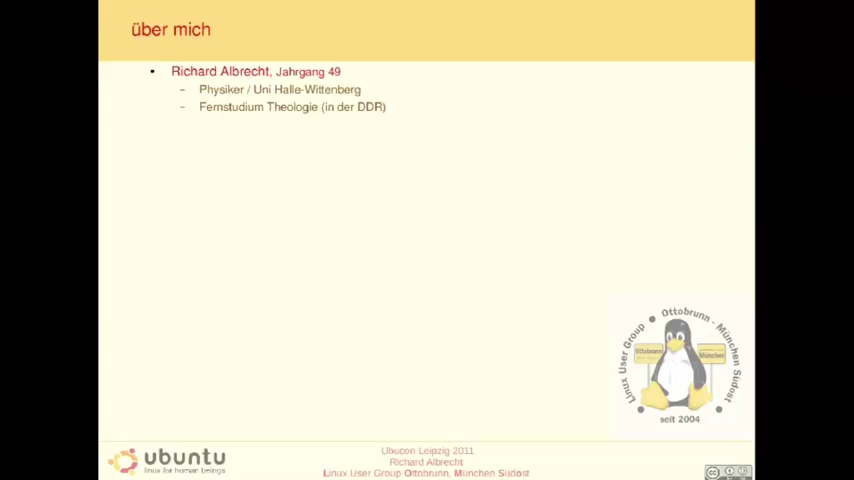 über mich
• Richard Albrecht, Jahrgang 49
– Physiker / Uni Halle-Wittenberg
– Fernstudium Theologie (in der DDR)
Linux User Group • Ottobrunn - München Südost •
Ottobrunn
München
seit 2004
ubuntu
linux for human beings
Ubucon Leipzig 2011
Richard Albrecht
Linux User Group Ottobrunn, München Südost